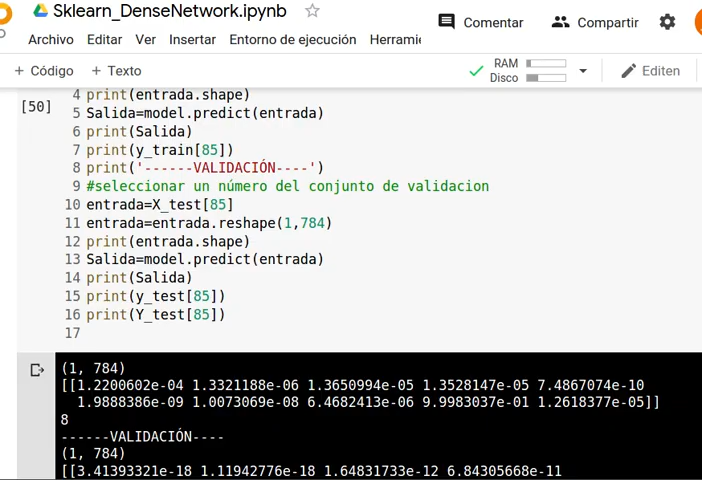 Sklearn_DenseNetwork.ipynb
Comentar
Compartir
Archivo Editar Ver Insertar Entorno de ejecución Herramie
+ Código + Texto
RAM
Disco
Editen
[50]
4 print(entrada.shape)
5 Salida=model.predict(entrada)
6 print(Salida)
7 print(y_train[85])
8 print('------VALIDACIÓN----')
9 #seleccionar un número del conjunto de validacion
10 entrada=X_test[85]
11 entrada=entrada.reshape(1,784)
12 print(entrada.shape)
13 Salida=model.predict(entrada)
14 print(Salida)
15 print(y_test[85])
16 print(Y_test[85])
17
(1, 784)
[[1.2200602e-04 1.3321188e-06 1.3650994e-05 1.3528147e-05 7.4867074e-10
1.9888386e-09 1.0073069e-08 6.4682413e-06 9.9983037e-01 1.2618377e-05]]
8
------VALIDACIÓN----
(1, 784)
[[3.41393321e-18 1.11942776e-18 1.64831733e-12 6.84305668e-11